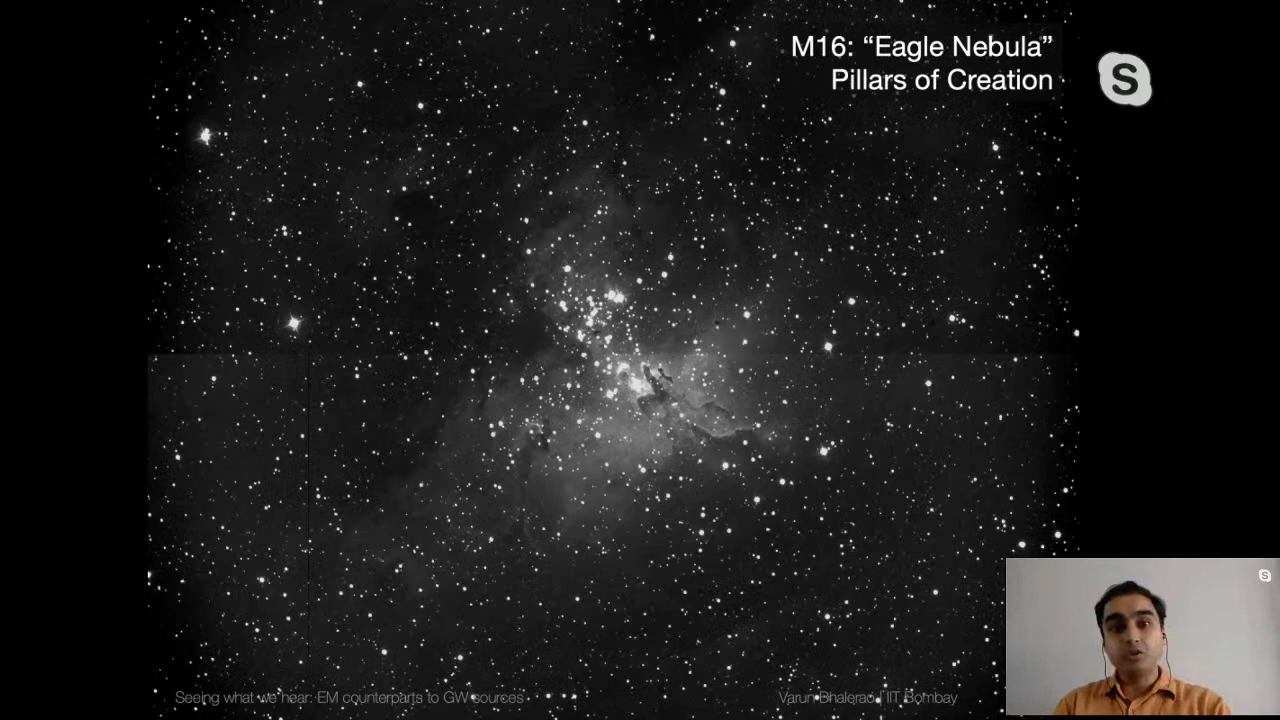 M16: “Eagle Nebula”
Pillars of Creation
S
S
Seeing what we hear: EM counterparts to GW sources
Varun Bhalerao | IIT Bombay